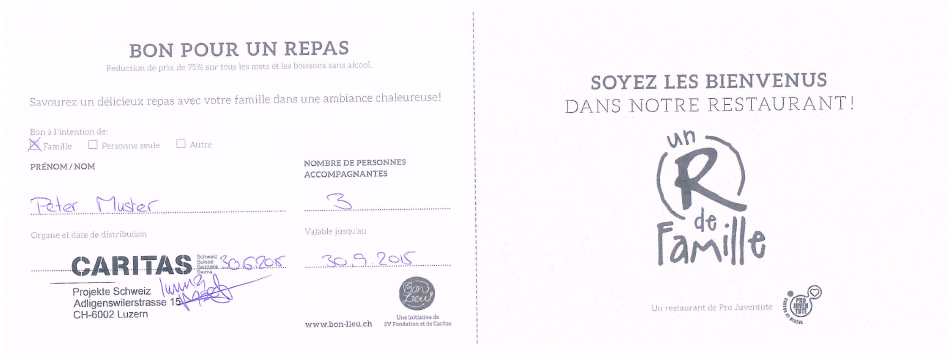 BON POUR UN REPAS
Réduction de prix de 75% sur tous les mets et les boissons sans alcool.
Savourez un délicieux repas avec votre famille dans une ambiance chaleureuse!
Bon à l'intention de:
Famille Personne seule Autre
PRÉNOM / NOM
NOMBRE DE PERSONNES
ACCOMPAGNANTES
Peter Muster
3
Organe et date de distribution
Valable jusqu'au
CARITAS Schweiz
Suisse
Svizzera
Svizra
30.6.2015
30.9.2015
Projekte Schweiz
Adligenswilerstrasse 15
CH-6002 Luzern
Bon
Lieu
www.bon-lieu.ch
Une initiative de
SV Fondation et de Caritas
SOYEZ LES BIENVENUS
DANS NOTRE RESTAURANT!
un
R
de
Famille
Un restaurant de Pro Juventute
PRO
JUVEN
TUTE